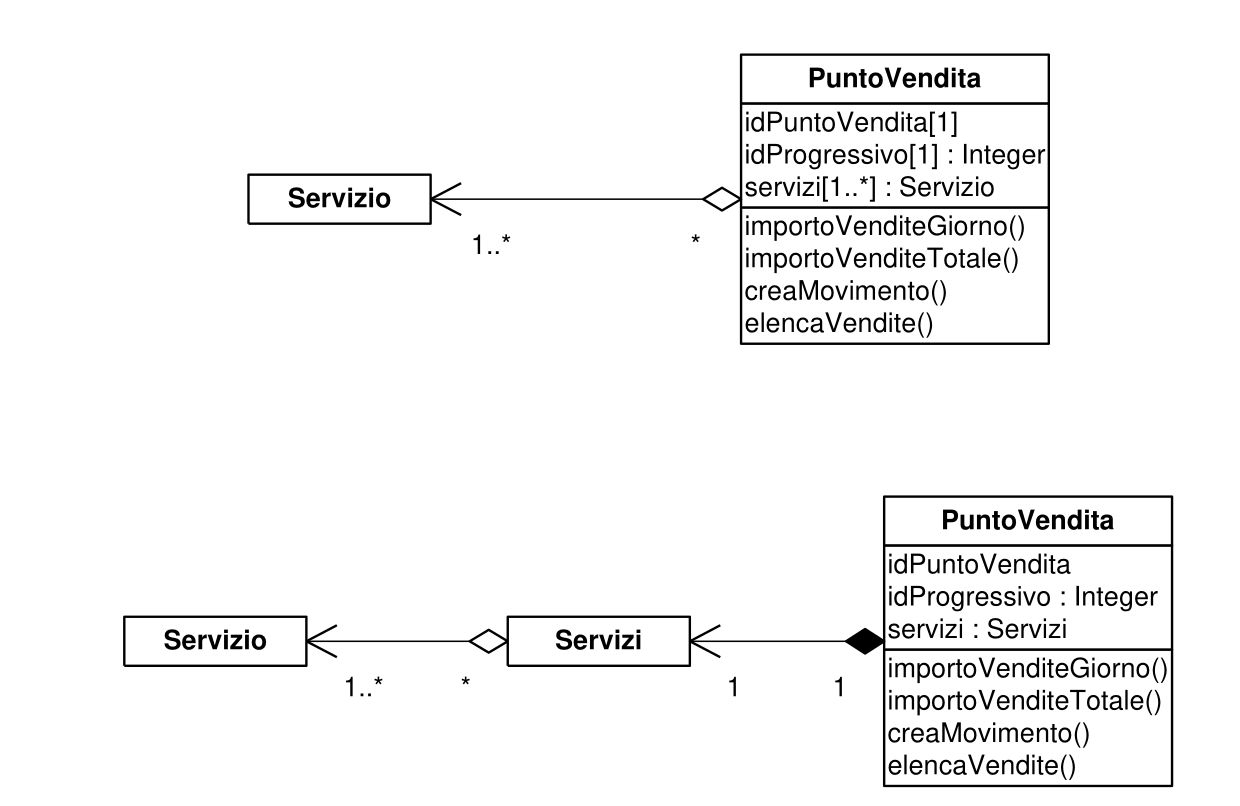 PuntoVendita
idPuntoVendita[1]
idProgressivo[1] : Integer
servizi[1..*] : Servizio
importoVenditeGiorno()
importoVenditeTotale()
creaMovimento()
elencaVendite()
Servizio
1..*
*
PuntoVendita
idPuntoVendita
idProgressivo : Integer
servizi : Servizi
importoVenditeGiorno()
importoVenditeTotale()
creaMovimento()
elencaVendite()
Servizio
Servizi
1..*
*
1
1